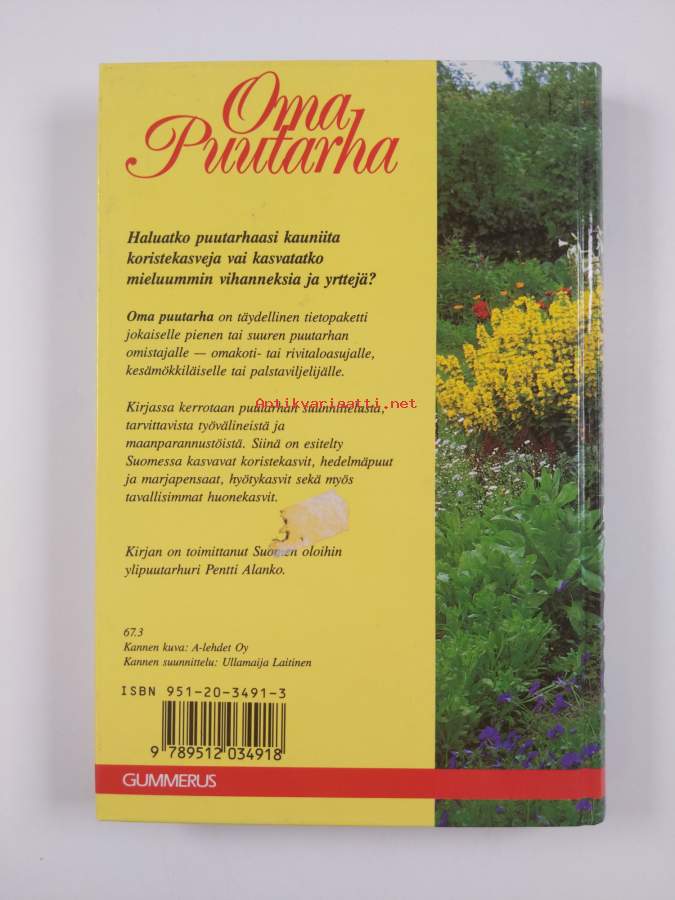 Oma
Puutarha
Haluatko puutarhaasi kauniita
koristekasveja vai kasvatatko
mieluummin vihanneksia ja yrttejä?
Oma puutarha on täydellinen tietopaketti
jokaiselle pienen tai suuren puutarhan
omistajalle — omakoti- tai rivitaloasujalle,
kesämökkiläiselle tai palstaviljelijälle.
Antikvariaatti.net
Kirjassa kerrotaan puutarhan suunnittelusta,
tarvittavista työvälineistä ja
maanparannustöistä. Siinä on esitelty
Suomessa kasvavat koristekasvit, hedelmäpuut
ja marjapensaat, hyötykasvit sekä myös
tavallisimmat huonekasvit.
Kirjan on toimittanut Suomen oloihin
ylipuutarhuri Pentti Alanko.
67.3
Kannen kuva: A-lehdet Oy
Kannen suunnittelu: Ullamaija Laitinen
ISBN 951-20-3491-3
9 789512 034918
GUMMERUS